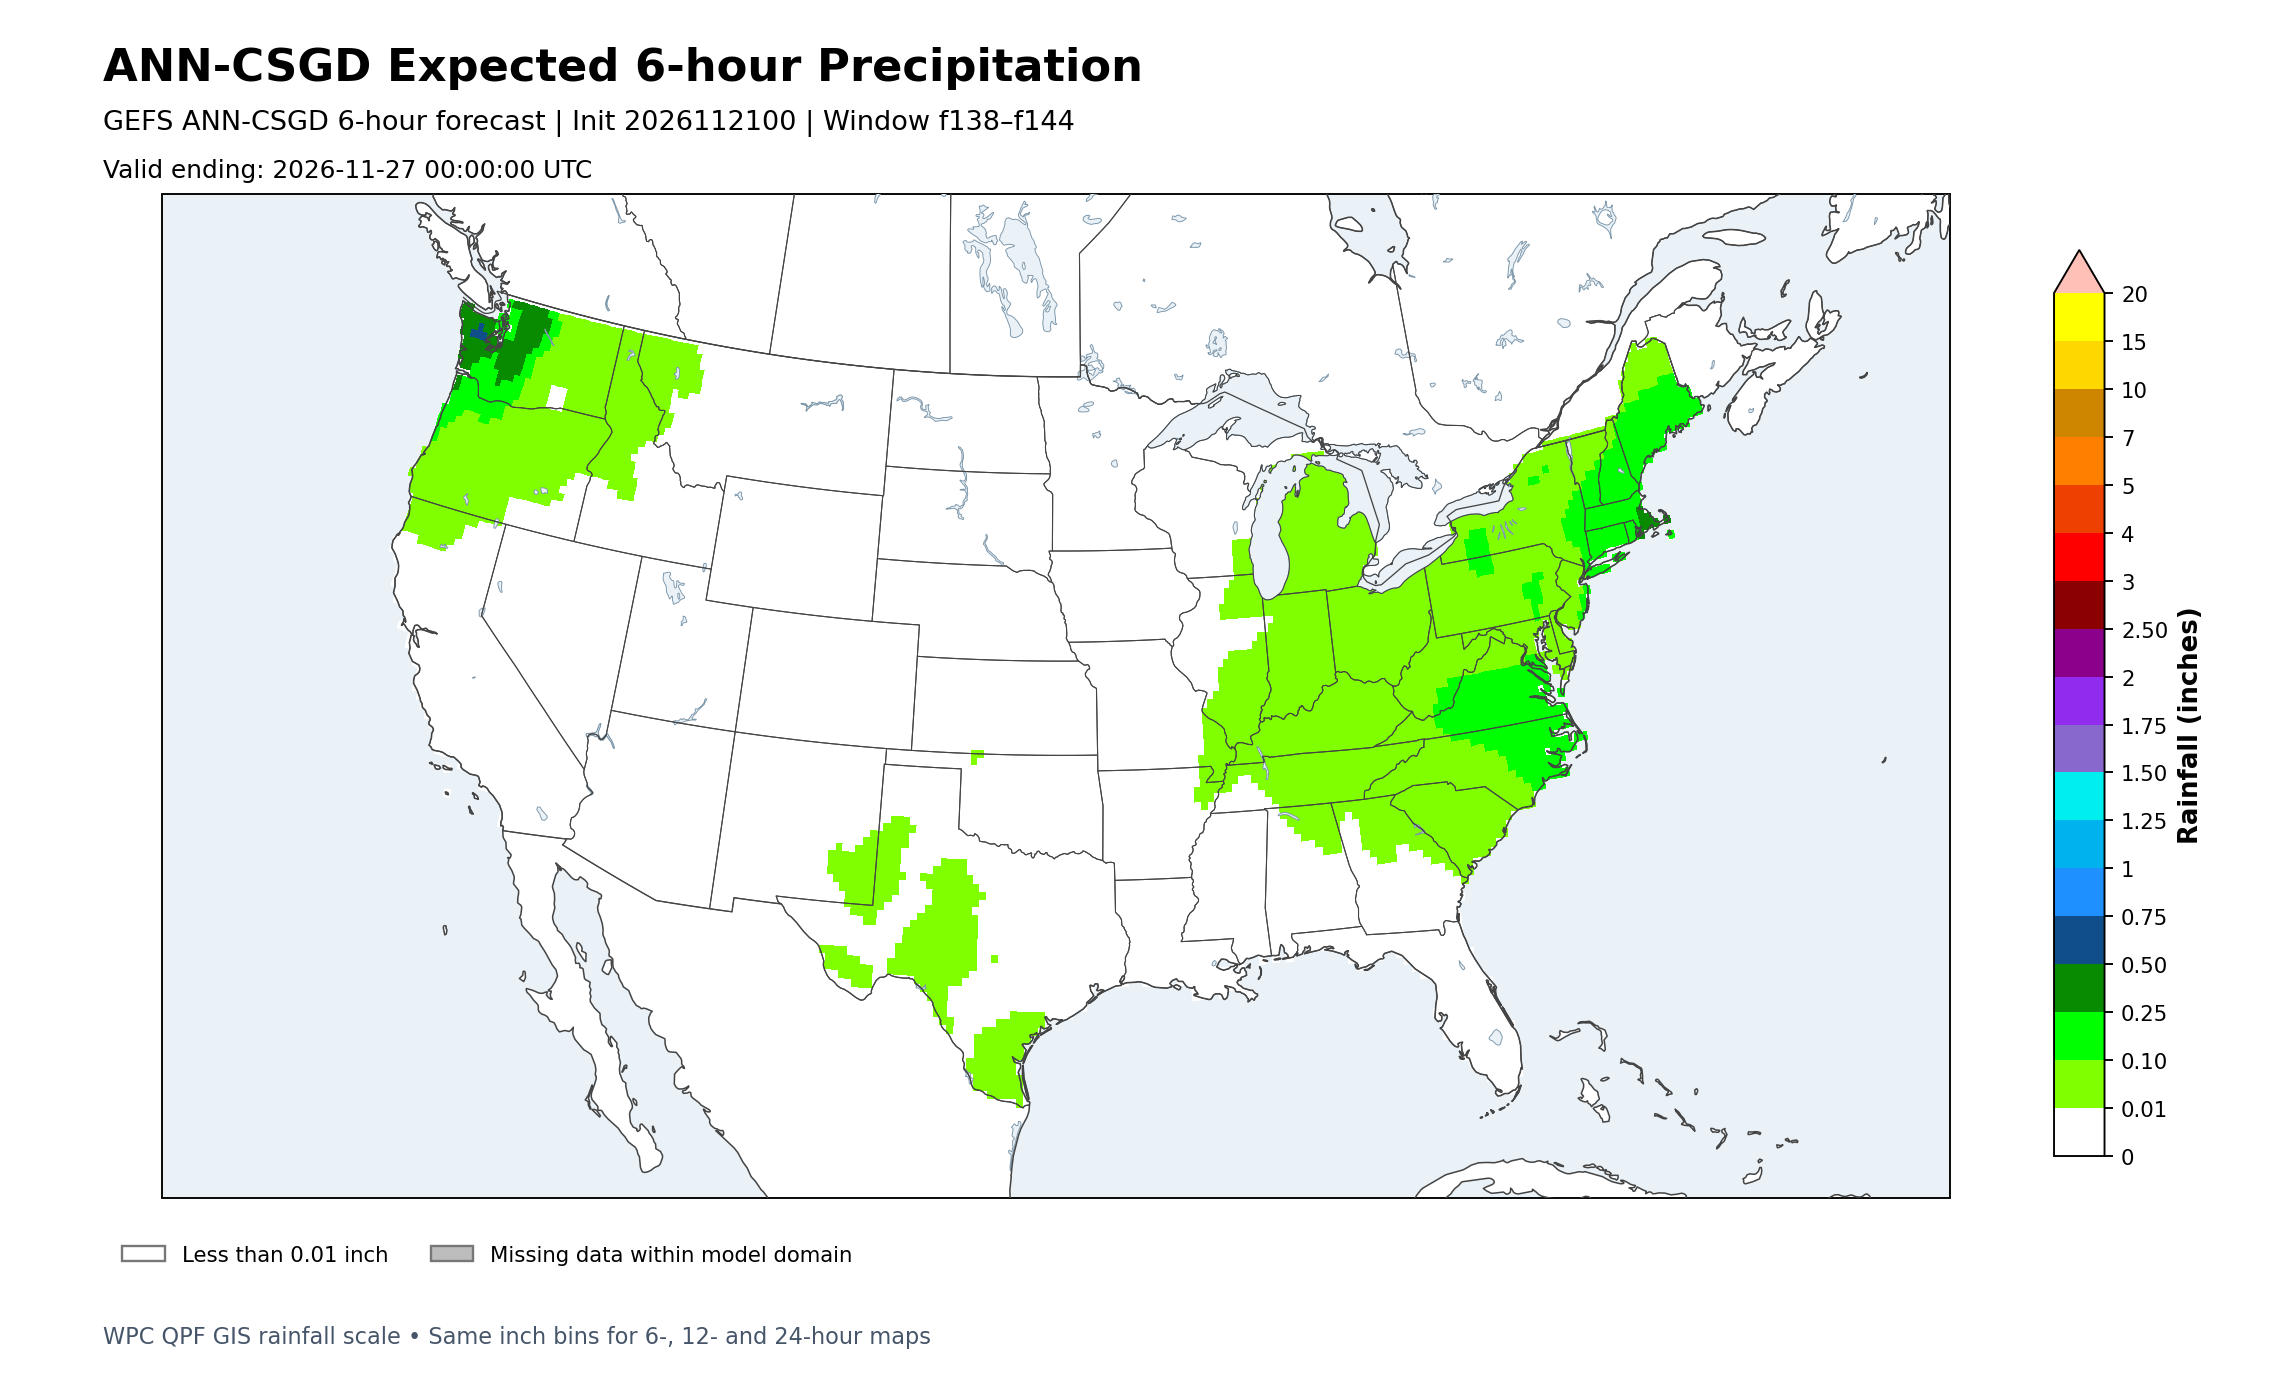 ANN-CSGD Expected 6-hour Precipitation
GEFS ANN-CSGD 6-hour forecast | Init 2026112100 | Window f138–f144
Valid ending: 2026-11-27 00:00:00 UTC
20
15
10
7
5
4
3
2.50
2
1.75
1.50
1.25
1
0.75
0.50
0.25
0.10
0.01
0
Rainfall (inches)
Less than 0.01 inch
Missing data within model domain
WPC QPF GIS rainfall scale • Same inch bins for 6-, 12- and 24-hour maps